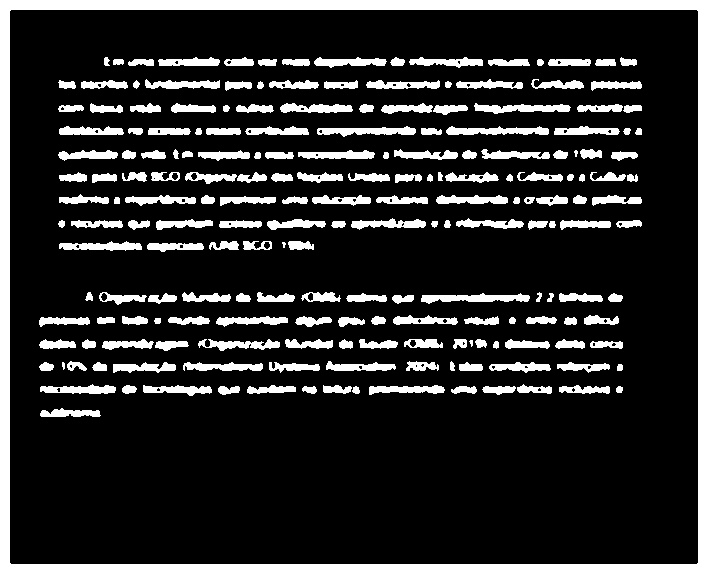 Em uma sociedade cada vez mais dependente de informações visuais, o acesso aos tex-
tos escritos é fundamental para a inclusão social, educacional e econômica. Contudo, pessoas
com baixa visão, dislexia e outras dificuldades de aprendizagem frequentemente encontram
obstáculos no acesso a esses conteúdos, comprometendo seu desenvolvimento acadêmico e a
qualidade de vida. Em resposta a essa necessidade, a Resolução de Salamanca de 1994, apro-
vada pela UNESCO (Organização das Nações Unidas para a Educação, a Ciência e a Cultura),
reafirma a importância de promover uma educação inclusiva, defendendo a criação de políticas
e recursos que garantam acesso igualitário ao aprendizado e à informação para pessoas com
necessidades especiais (UNESCO, 1994).
A Organização Mundial da Saúde (OMS) estima que aproximadamente 2,2 bilhões de
pessoas em todo o mundo apresentam algum grau de deficiência visual, e, entre as dificul-
dades de aprendizagem, (Organização Mundial da Saúde (OMS), 2019) a dislexia afeta cerca
de 10% da população (International Dyslexia Association, 2024). Estas condições reforçam a
necessidade de tecnologias que auxiliem na leitura, promovendo uma experiência inclusiva e
autônoma.